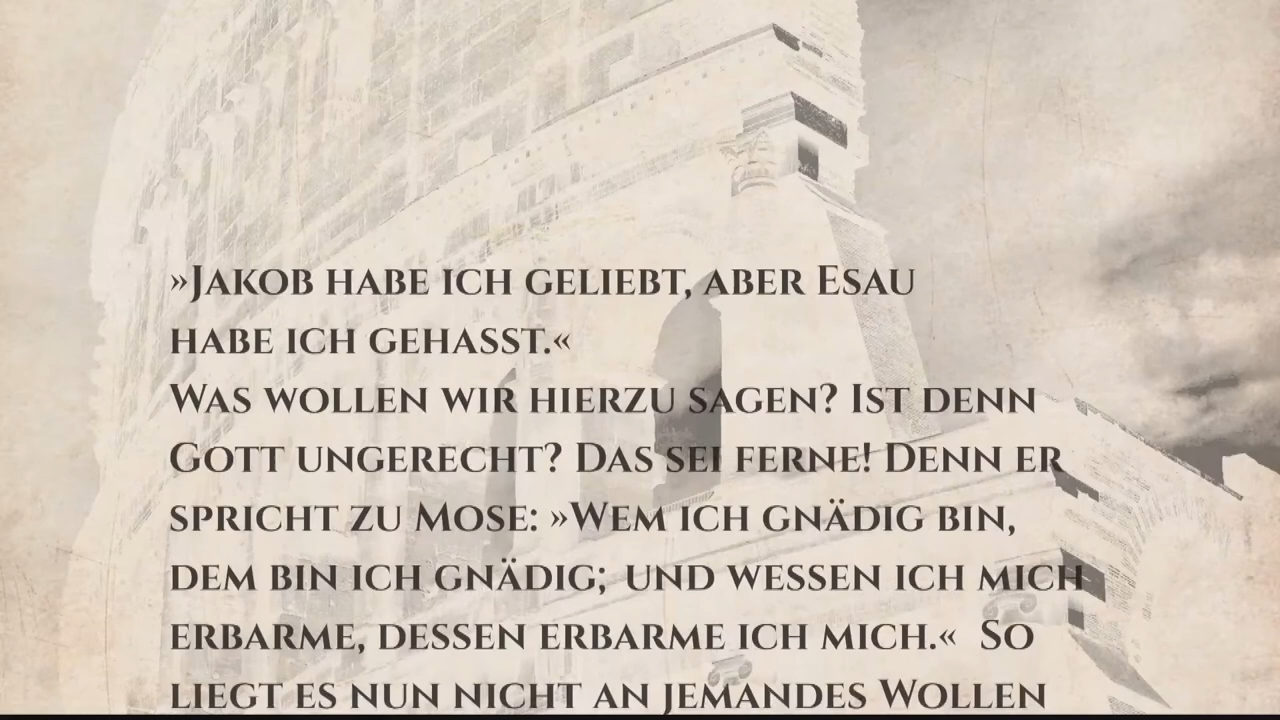 »Jakob habe ich geliebt, aber Esau
habe ich gehasst.«
Was wollen wir hierzu sagen? Ist denn
Gott ungerecht? Das sei ferne! Denn er
spricht zu Mose: »Wem ich gnädig bin,
dem bin ich gnädig; und wessen ich mich
erbarme, dessen erbarme ich mich.« So
liegt es nun nicht an jemandes Wollen